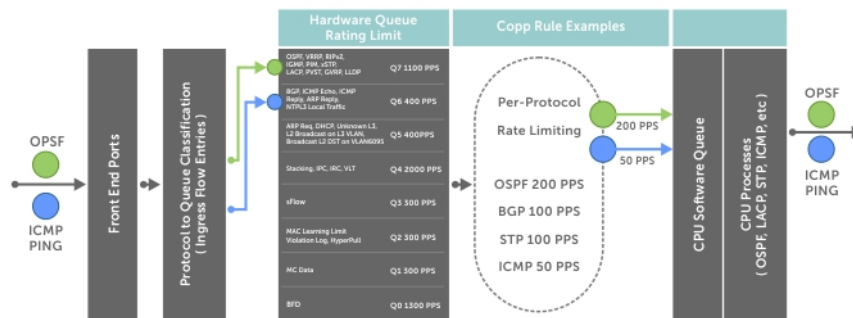 Hardware Queue
Rating Limit
Copp Rule Examples
OPSF
ICMP
PING
Front End Ports
Protocol to Queue Classification
( Ingress Flow Entries )
OSPF, VRRP, RIPv2,
IGMP, PIM, xSTP,
LACP, PVST, GVRP, LLDP
Q7 1100 PPS
BGP, ICMP Echo, ICMP
Reply, ARP Reply,
NTPL3 Local Traffic
Q6 400 PPS
ARP Req, DHCP, Unknown L3,
L2 Broadcast on L3 VLAN,
Broadcast L2 DST on VLAN6095
Q5 400PPS
Stacking, IPC, IRC, VLT
Q4 2000 PPS
sFlow
Q3 300 PPS
MAC Learning Limit
Violation Log, HyperPull
Q2 300 PPS
MC Data
Q1 300 PPS
BFD
Q0 1300 PPS
Per-Protocol
Rate Limiting
OSPF 200 PPS
BGP 100 PPS
STP 100 PPS
ICMP 50 PPS
200 PPS
50 PPS
CPU Software Queue
CPU Processes
( OSPF, LACP, STP, ICMP, etc )
OPSF
ICMP
PING